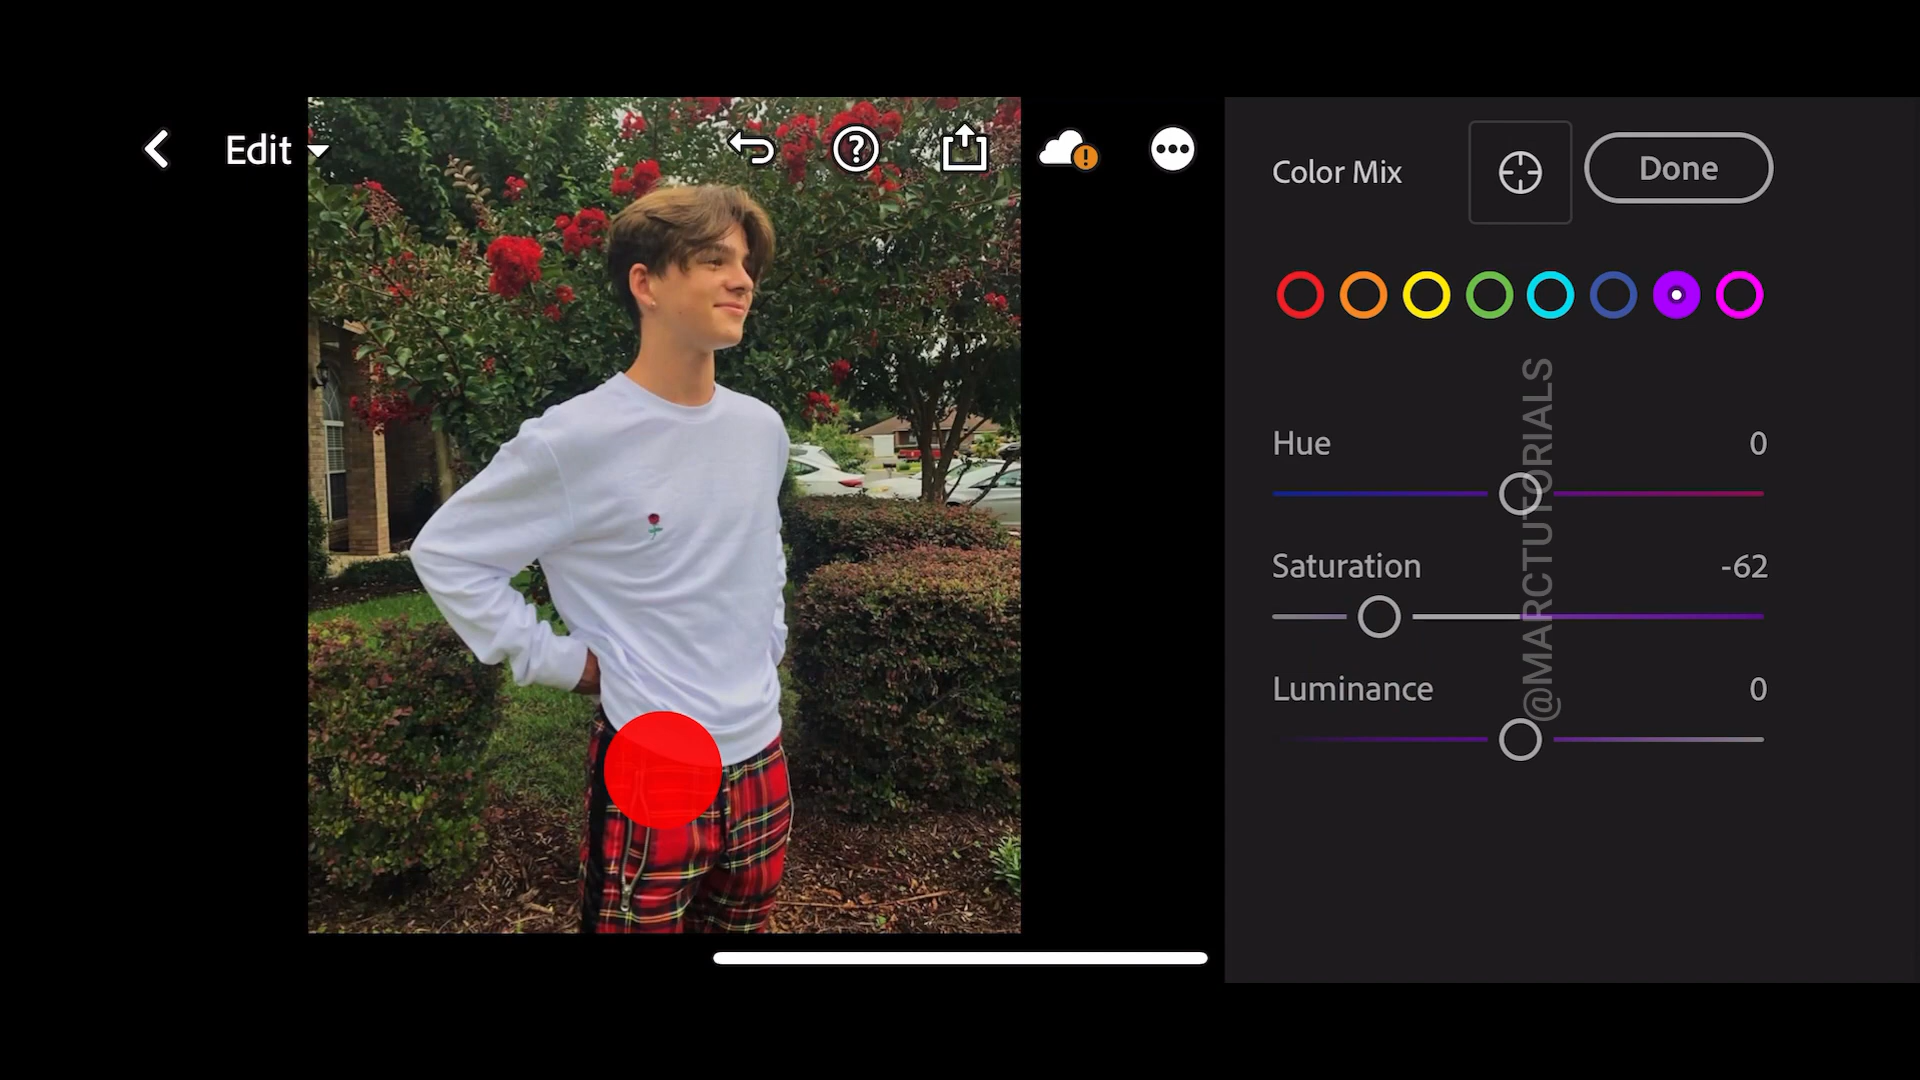 Edit
Color Mix
Done
Hue 0
Saturation -62
Luminance 0
@MARCTUTORIALS